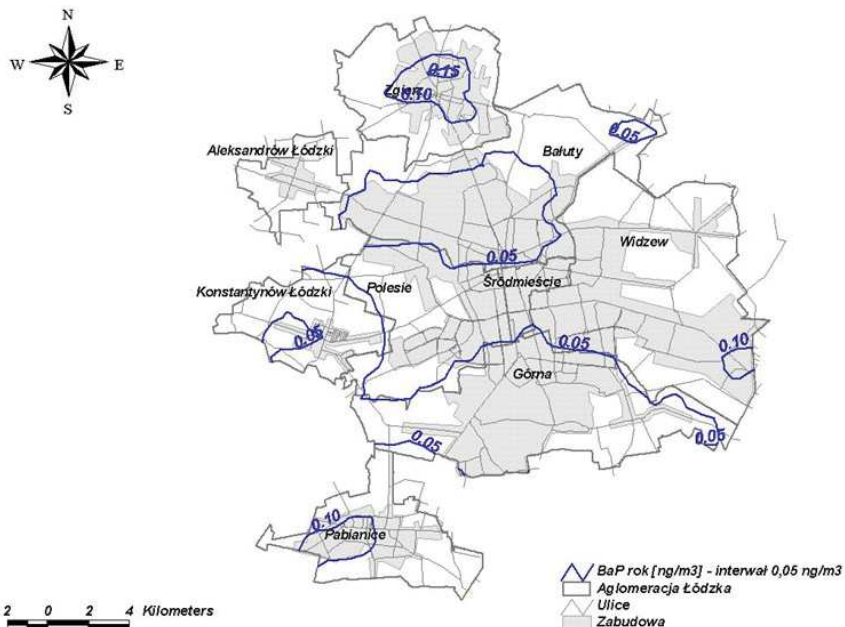 N
W E
S
0.15
Zgierz
0.10
0.05
Aleksandrów Łódzki
Bałuty
Widzew
0.05
Konstantynów Łódzki
Polesie
Śródmieście
0.05
0.05
0.10
Górna
0.05
0.05
0.10
Pabianice
BaP rok [ng/m3] - interwał 0,05 ng/m3
Aglomeracja Łódzka
Ulice
Zabudowa
2 0 2 4 Kilometers